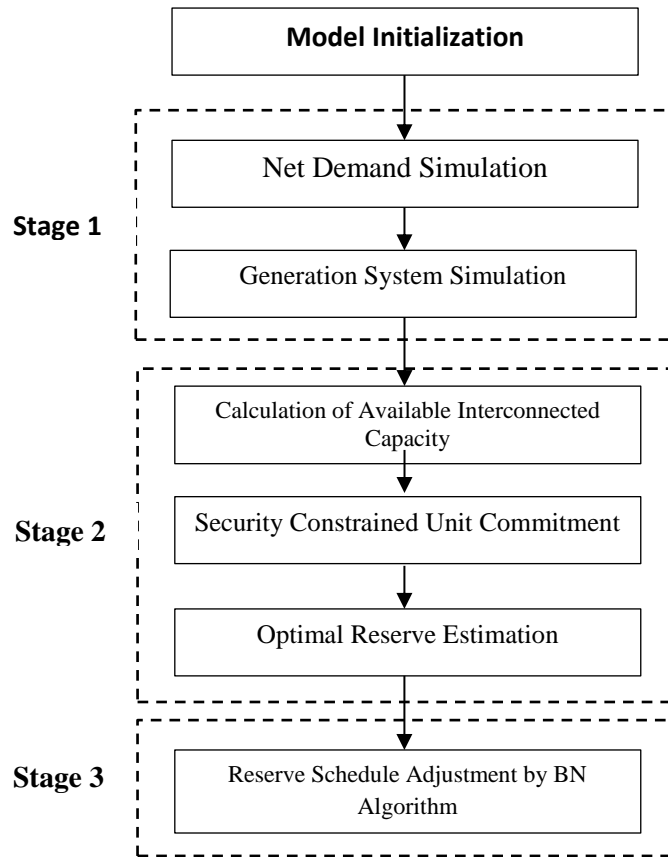 Model Initialization
Net Demand Simulation
Stage 1
Generation System Simulation
Calculation of Available Interconnected
Capacity
Security Constrained Unit Commitment
Stage 2
Optimal Reserve Estimation
Reserve Schedule Adjustment by BN
Stage 3
Algorithm